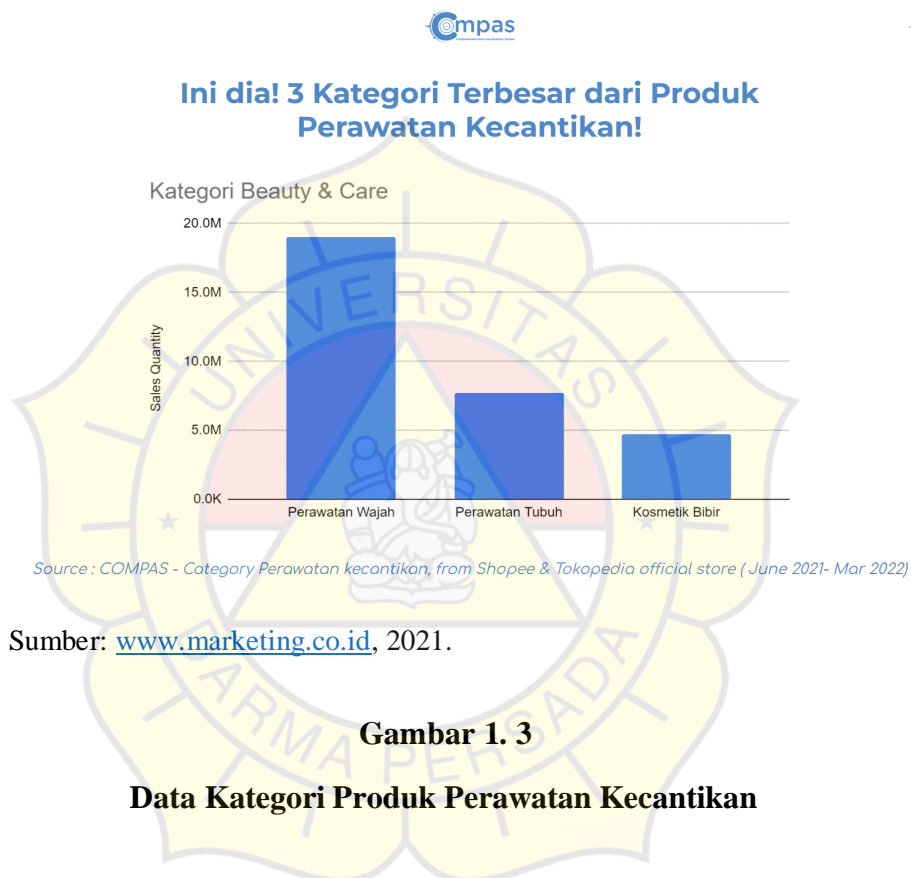 Compas
Ini dia! 3 Kategori Terbesar dari Produk
Perawatan Kecantikan!
Kategori Beauty & Care
20.0M
15.0M
10.0M
5.0M
0.0K
Sales Quantity
Perawatan Wajah
Perawatan Tubuh
Kosmetik Bibir
Source : COMPAS - Category Perawatan kecantikan, from Shopee & Tokopedia official store ( June 2021- Mar 2022)
Sumber: www.marketing.co.id, 2021.
Gambar 1. 3
Data Kategori Produk Perawatan Kecantikan
UNIVERSITAS
DARMA PERSADA